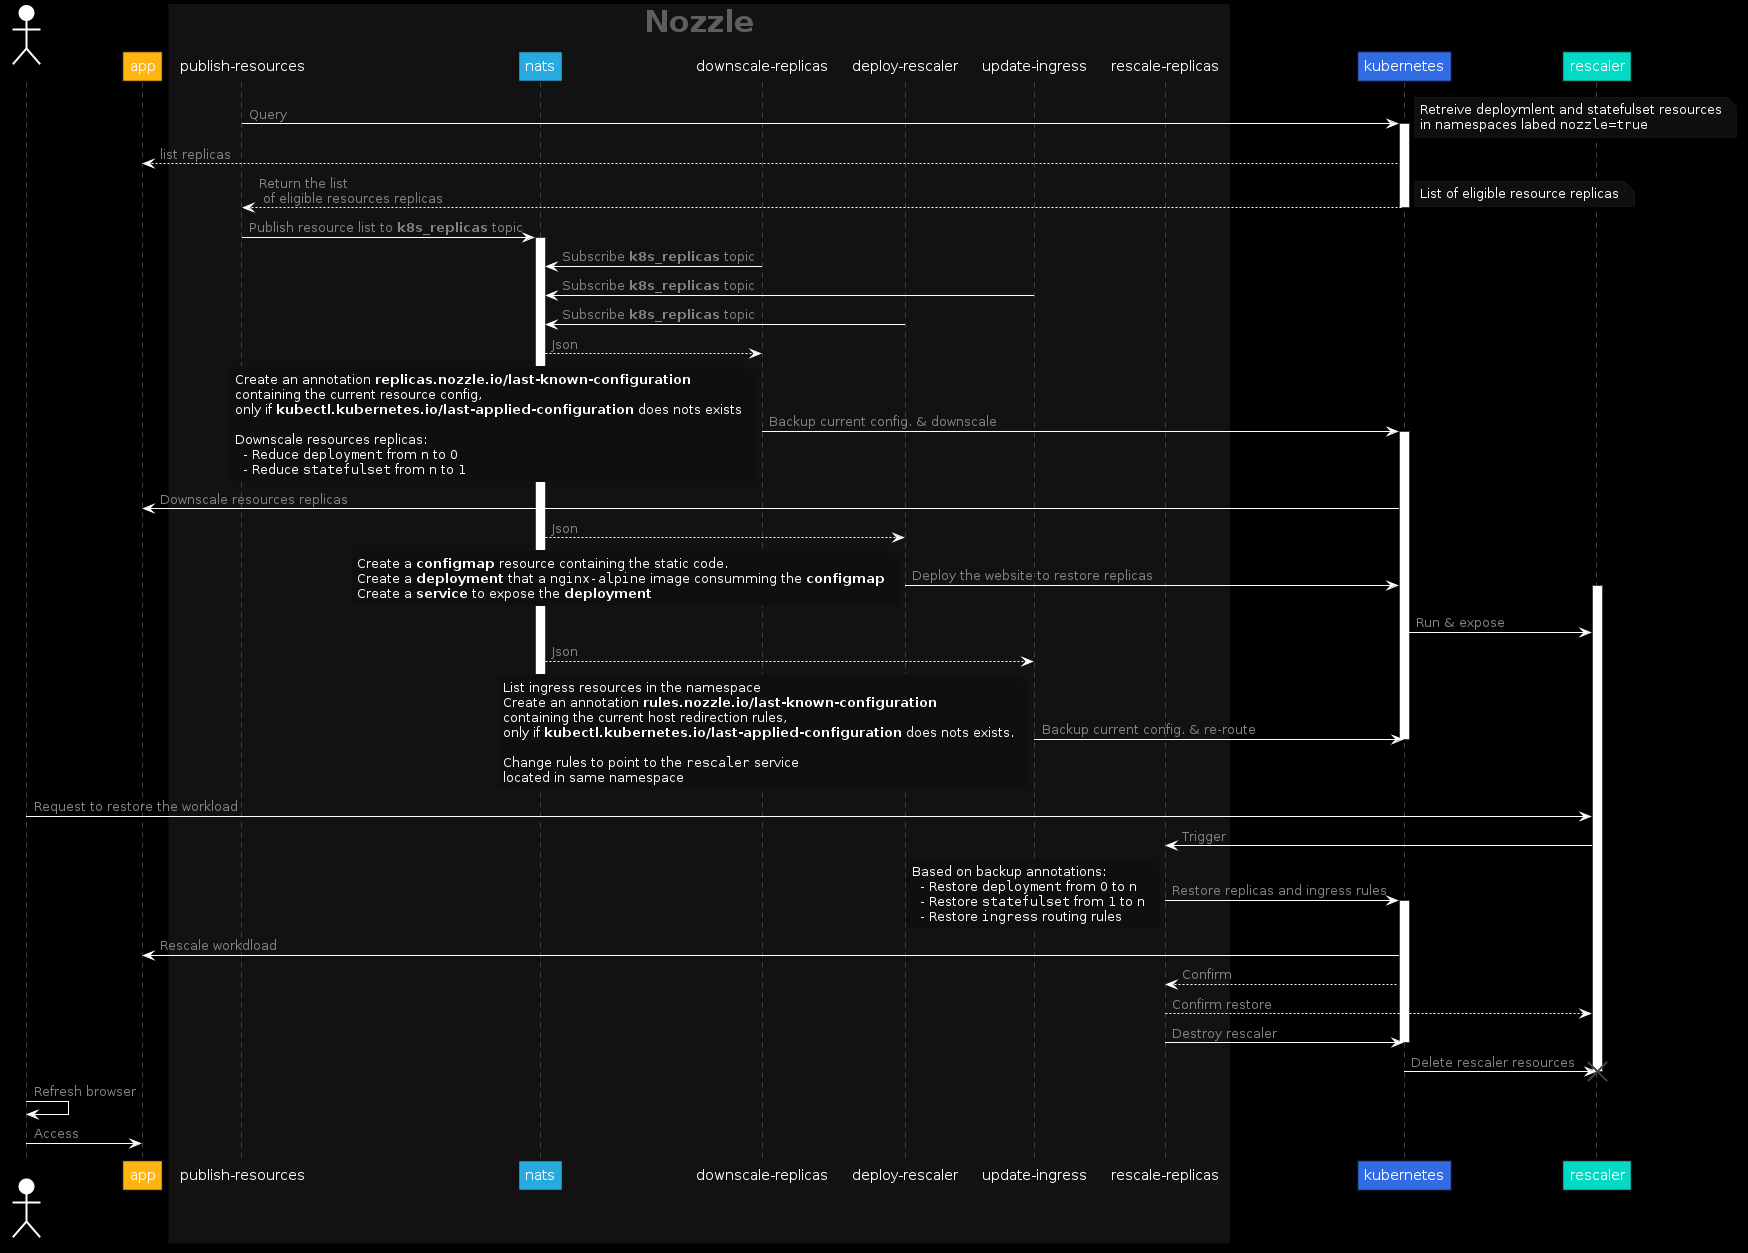 Nozzle
app publish-resources nats downscale-replicas deploy-rescaler update-ingress rescale-replicas kubernetes rescaler
Query
Retreive deploymlent and statefulset resources
in namespaces labed nozzle=true
list replicas
Return the list
of eligible resources replicas
List of eligible resource replicas
Publish resource list to k8s_replicas topic
Subscribe k8s_replicas topic
Subscribe k8s_replicas topic
Subscribe k8s_replicas topic
Json
Create an annotation replicas.nozzle.io/last-known-configuration
containing the current resource config,
only if kubectl.kubernetes.io/last-applied-configuration does nots exists
Downscale resources replicas:
- Reduce deployment from n to 0
- Reduce statefulset from n to 1
Backup current config. & downscale
Downscale resources replicas
Json
Create a configmap resource containing the static code.
Create a deployment that a nginx-alpine image consumming the configmap
Create a service to expose the deployment
Deploy the website to restore replicas
Run & expose
Json
List ingress resources in the namespace
Create an annotation rules.nozzle.io/last-known-configuration
containing the current host redirection rules,
only if kubectl.kubernetes.io/last-applied-configuration does nots exists.
Change rules to point to the rescaler service
located in same namespace
Backup current config. & re-route
Request to restore the workload
Trigger
Based on backup annotations:
- Restore deployment from 0 to n
- Restore statefulset from 1 to n
- Restore ingress routing rules
Restore replicas and ingress rules
Rescale workdload
Confirm
Confirm restore
Destroy rescaler
Delete rescaler resources
Refresh browser
Access
app publish-resources nats downscale-replicas deploy-rescaler update-ingress rescale-replicas kubernetes rescaler